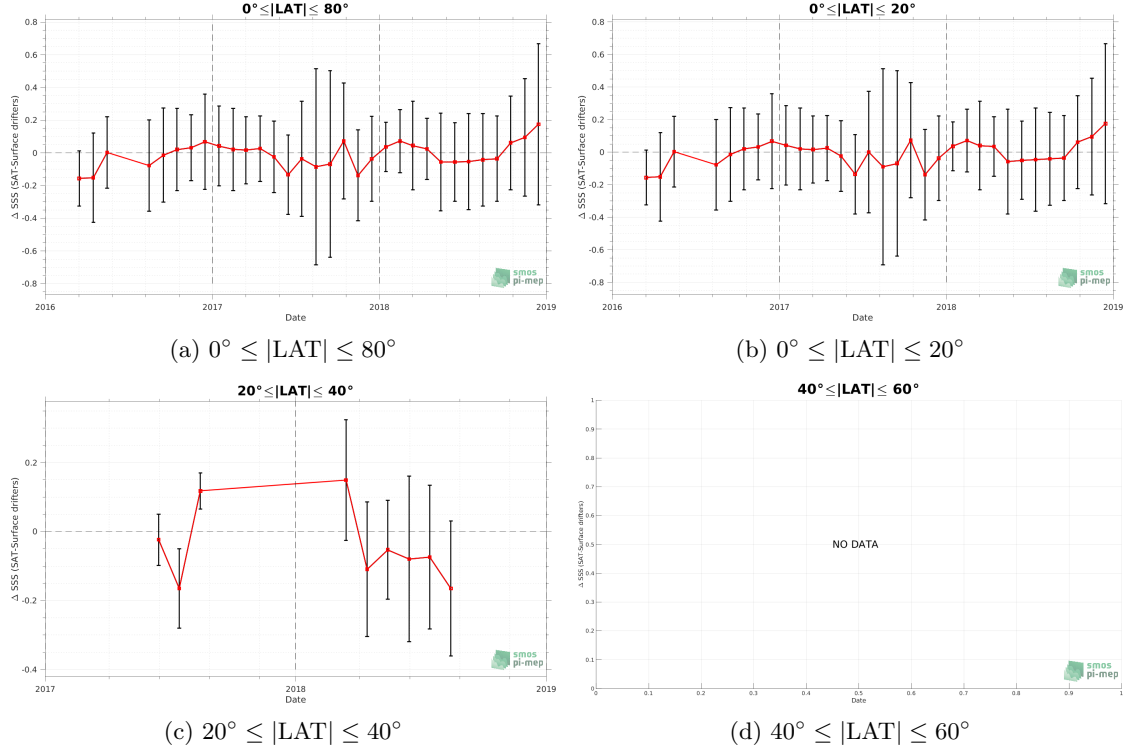 0°≤|LAT|≤ 80°
0.8
0.6
0.4
0.2
0
-0.2
-0.4
-0.6
-0.8
Δ SSS (SAT-Surface drifters)
2016
2017
2018
2019
Date
smos
pi-mep
(a) 0° ≤ |LAT| ≤ 80°
0°≤|LAT|≤ 20°
0.8
0.6
0.4
0.2
0
-0.2
-0.4
-0.6
-0.8
Δ SSS (SAT-Surface drifters)
2016
2017
2018
2019
Date
smos
pi-mep
(b) 0° ≤ |LAT| ≤ 20°
20°≤|LAT|≤ 40°
0.2
0
-0.2
-0.4
Δ SSS (SAT-Surface drifters)
2017
2018
2019
Date
smos
pi-mep
(c) 20° ≤ |LAT| ≤ 40°
40°≤|LAT|≤ 60°
1
0.9
0.8
0.7
0.6
0.5
0.4
0.3
0.2
0.1
0
Δ SSS (SAT-Surface drifters)
NO DATA
0
0.1
0.2
0.3
0.4
0.5
0.6
0.7
0.8
0.9
1
Date
smos
pi-mep
(d) 40° ≤ |LAT| ≤ 60°